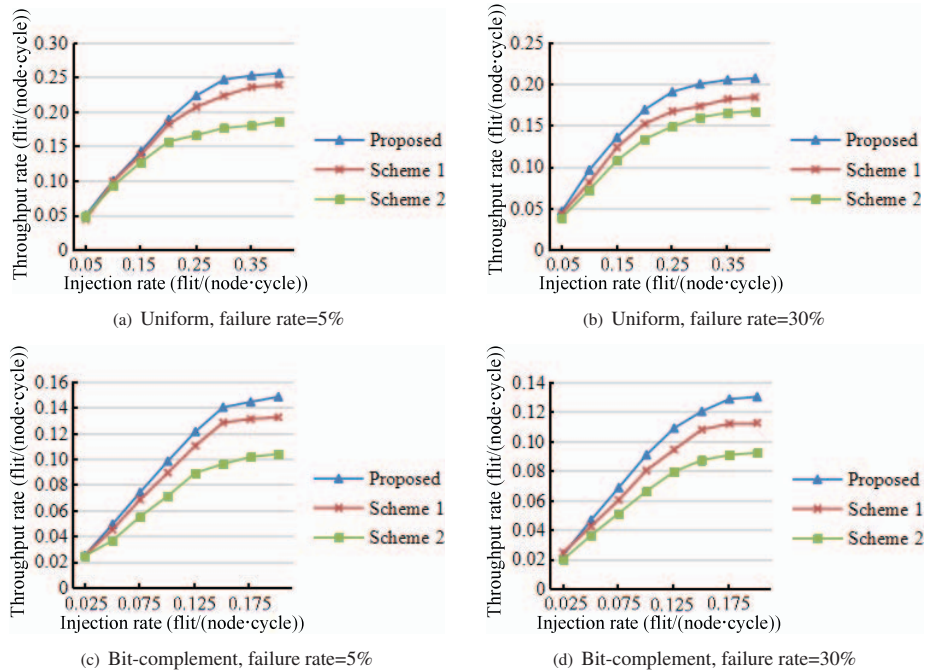 Throughput rate (flit/(node·cycle))
0.30
0.25
0.20
0.15
0.10
0.05
0
0.05 0.15 0.25 0.35
Injection rate (flit/(node·cycle))
Proposed
Scheme 1
Scheme 2
(a) Uniform, failure rate=5%
Throughput rate (flit/(node·cycle))
0.25
0.20
0.15
0.10
0.05
0
0.05 0.15 0.25 0.35
Injection rate (flit/(node·cycle))
Proposed
Scheme 1
Scheme 2
(b) Uniform, failure rate=30%
Throughput rate (flit/(node·cycle))
0.16
0.14
0.12
0.10
0.08
0.06
0.04
0.02
0
0.025 0.075 0.125 0.175
Injection rate (flit/(node·cycle))
Proposed
Scheme 1
Scheme 2
(c) Bit-complement, failure rate=5%
Throughput rate (flit/(node·cycle))
0.14
0.12
0.10
0.08
0.06
0.04
0.02
0
0.025 0.075 0.125 0.175
Injection rate (flit/(node·cycle))
Proposed
Scheme 1
Scheme 2
(d) Bit-complement, failure rate=30%